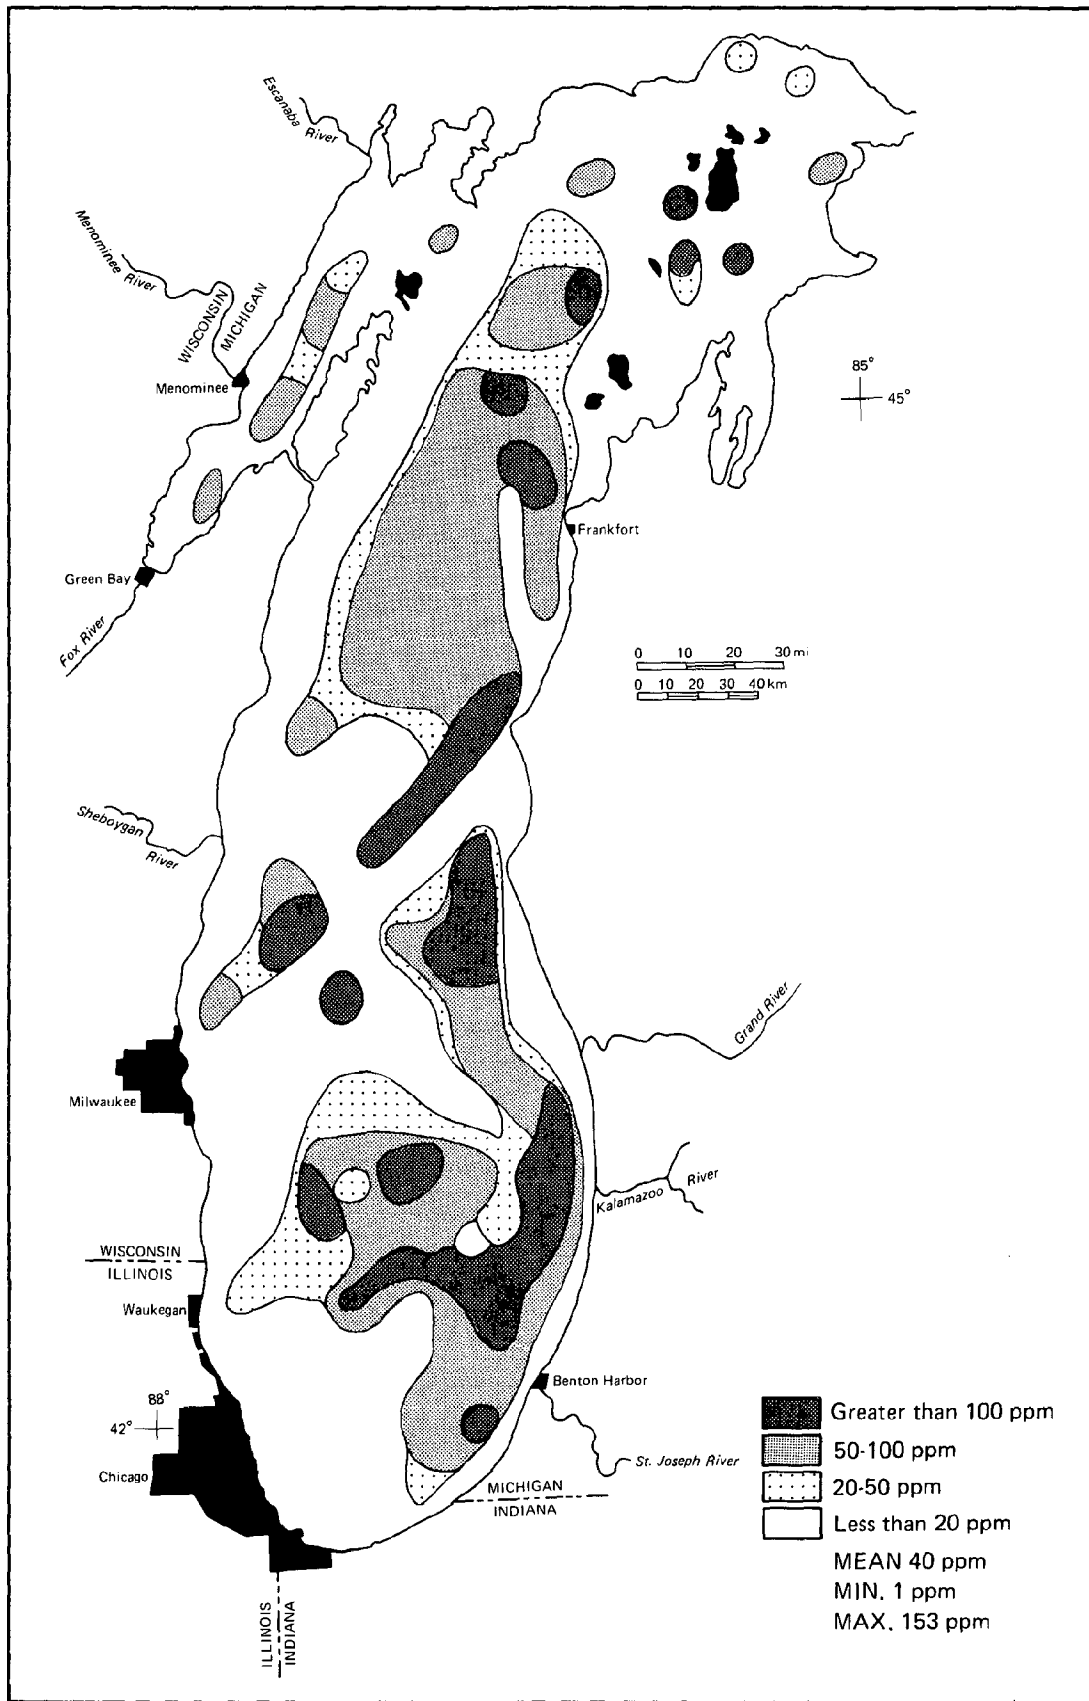 Escanaba
River
Menominee River
WISCONSIN
MICHIGAN
Menominee
85°
45°
Frankfort
Green Bay
Fox River
0 10 20 30 mi
0 10 20 30 40 km
Sheboygan
River
Grand River
Milwaukee
Kalamazoo River
WISCONSIN
ILLINOIS
Waukegan
88°
42°
Benton Harbor
Chicago
St. Joseph River
MICHIGAN
INDIANA
Greater than 100 ppm
50-100 ppm
20-50 ppm
Less than 20 ppm
MEAN 40 ppm
MIN. 1 ppm
MAX. 153 ppm
ILLINOIS
INDIANA